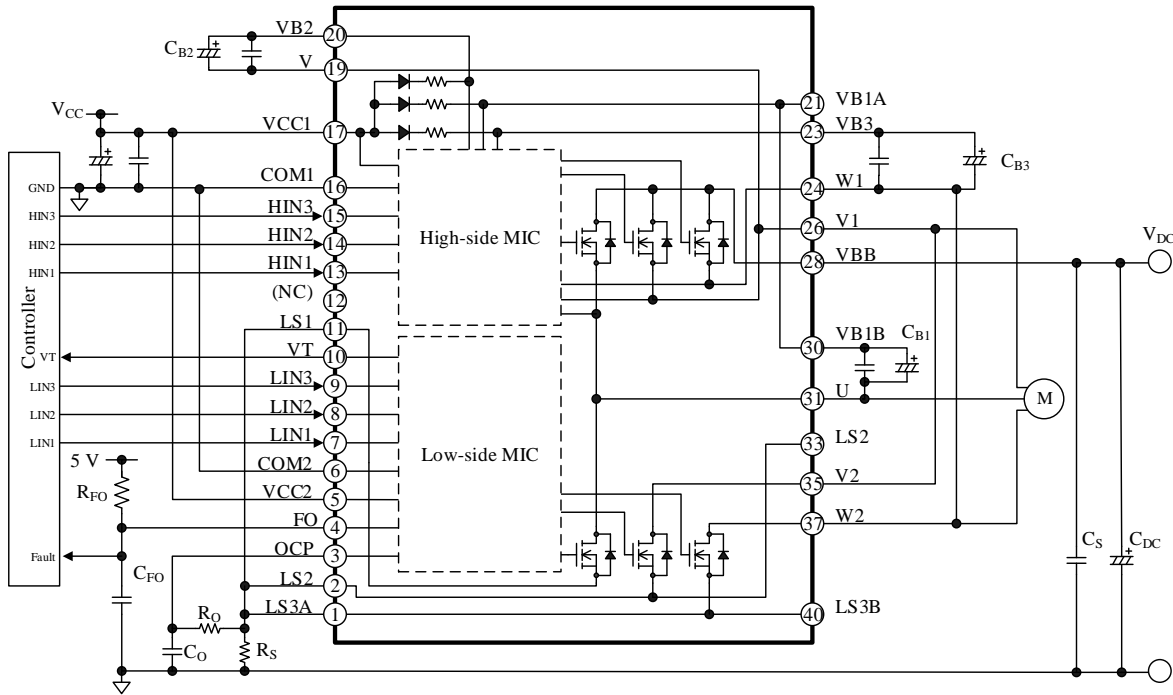 VB2
20
C_B2
V
19
V_CC
VCC1
17
COM1
16
HIN3
15
HIN2
14
HIN1
13
(NC)
12
LS1
11
VT
10
LIN3
9
LIN2
8
LIN1
7
COM2
6
VCC2
5
FO
4
OCP
3
LS2
2
LS3A
1
Controller
GND
HIN3
HIN2
HIN1
VT
LIN3
LIN2
LIN1
Fault
5 V
R_FO
C_FO
R_O
C_O
R_S
High-side MIC
Low-side MIC
21
VB1A
23
VB3
C_B3
24
W1
26
V1
28
VBB
V_DC
30
VB1B
C_B1
31
U
M
33
LS2
35
V2
37
W2
40
LS3B
C_S
C_DC